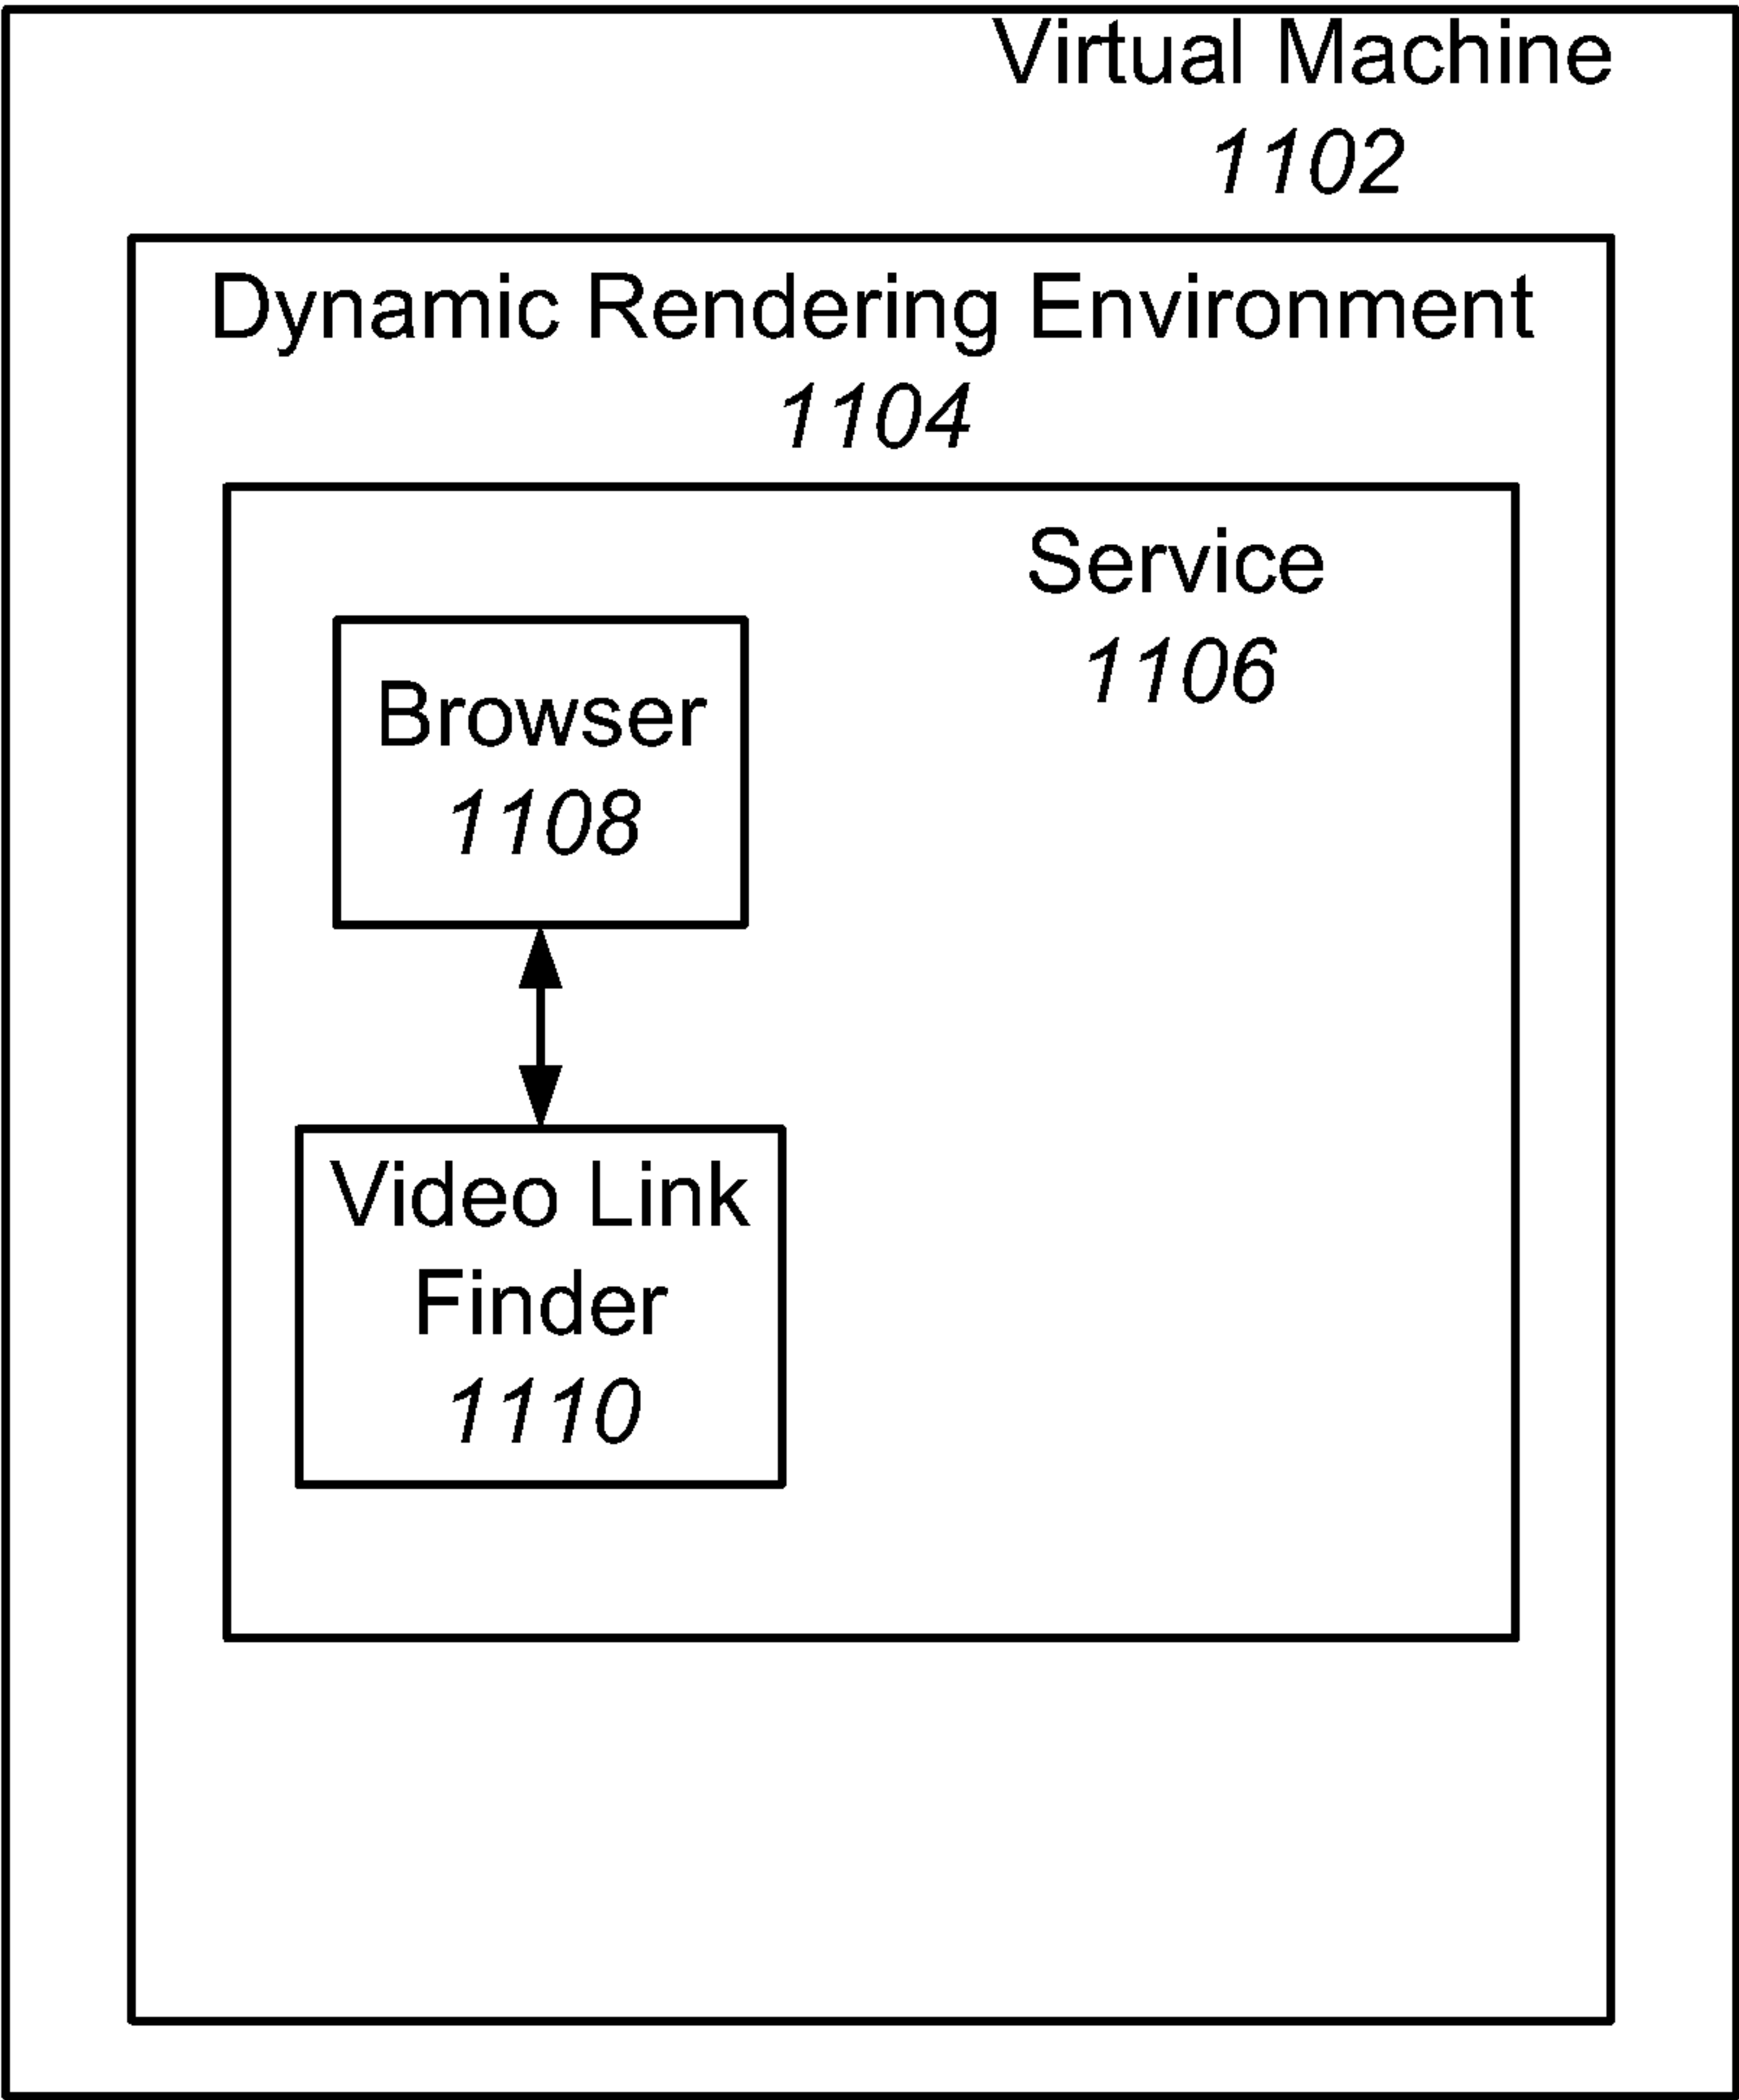 Virtual Machine
1102
Dynamic Rendering Environment
1104
Service
1106
Browser
1108
Video Link
Finder
1110